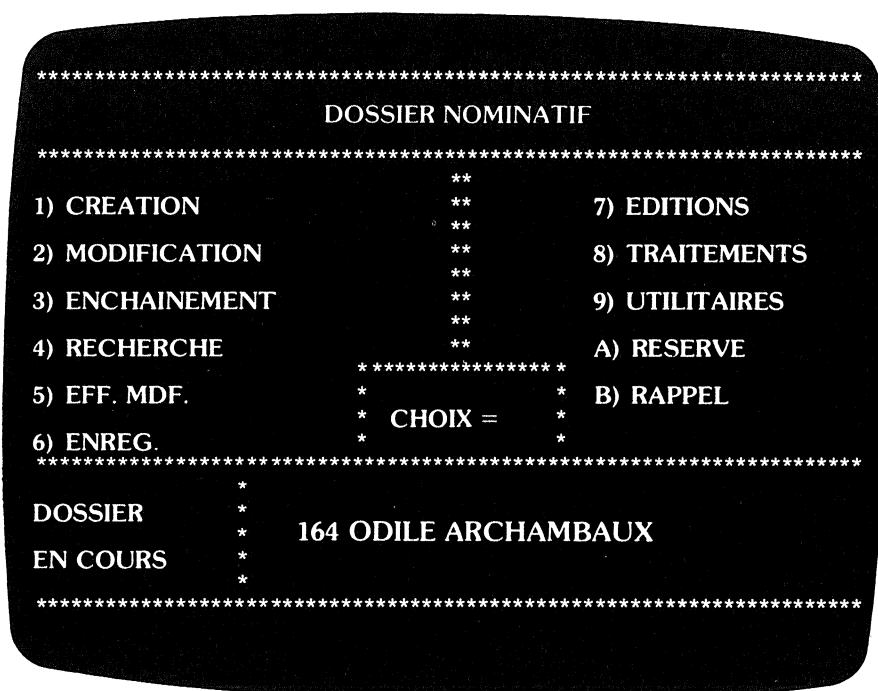 ***********************************************************************
DOSSIER NOMINATIF
***********************************************************************
**
1) CREATION ** 7) EDITIONS
**
2) MODIFICATION ** 8) TRAITEMENTS
**
3) ENCHAINEMENT ** 9) UTILITAIRES
**
4) RECHERCHE ** A) RESERVE
* *************** *
5) EFF. MDF. * * B) RAPPEL
* CHOIX = *
6) ENREG. * *
***********************************************************************
*
DOSSIER *
* 164 ODILE ARCHAMBAUX
EN COURS *
*
***********************************************************************